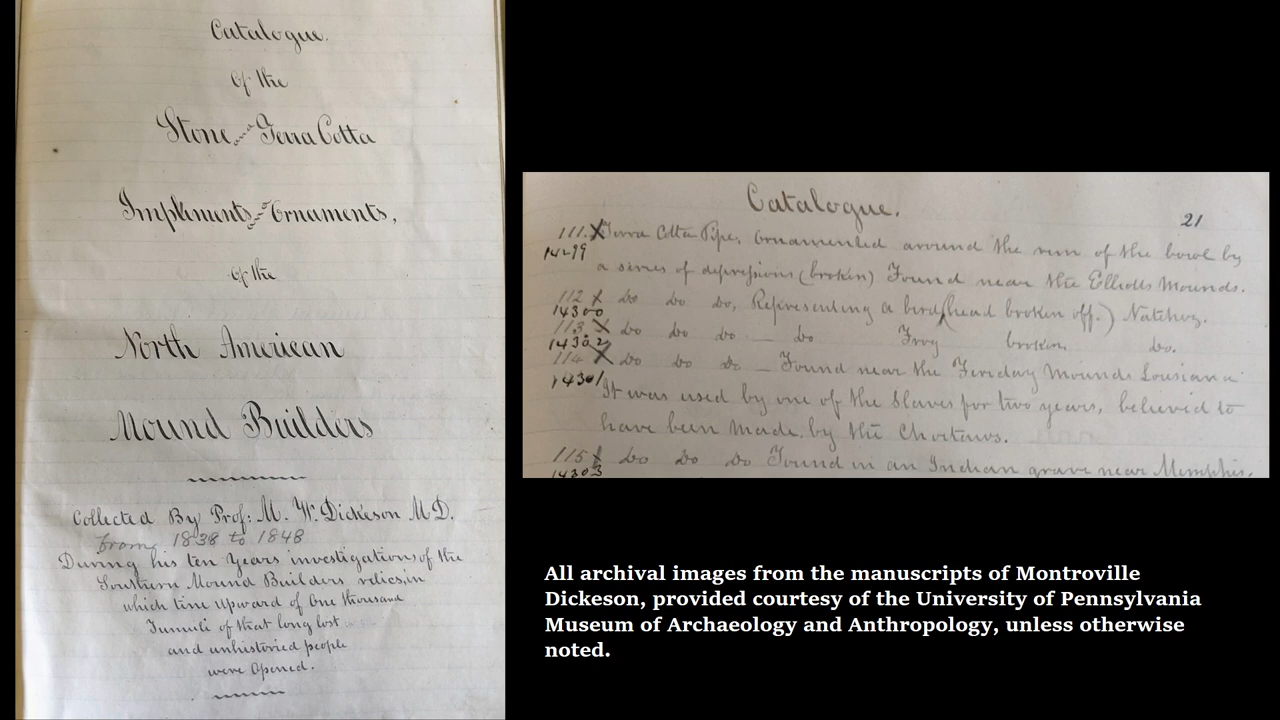 Catalogue.
Of the
Stone and Terra Cotta
Implements and Ornaments,
of the
North American
Mound Builders
Collected By Prof: M. W. Dickeson M.D.
from 1838 to 1848
During his ten Years investigations of the
Southern Mound Builders relics, in
which time upward of One thousand
Tumuli of that long lost
and unhistoried people
were Opened.
Catalogue.
21
111. X Terra Cotta Pipe, Ornamented around the rim of the bowl by
14299
a series of depressions (broken) Found near the Elliotts Mounds.
112 X do do do, Representing a bird (head broken off.) Natchez.
14300
113 X do do do — do Frog broken do.
14302
114 X do do do — Found near the Feriday Mounds Lousiana
14301
It was used by one of the Slaves for two years, believed to
have been made by the Choctaws.
115 X do do do Found in an Indian grave near Memphis,
14303
All archival images from the manuscripts of Montroville
Dickeson, provided courtesy of the University of Pennsylvania
Museum of Archaeology and Anthropology, unless otherwise
noted.